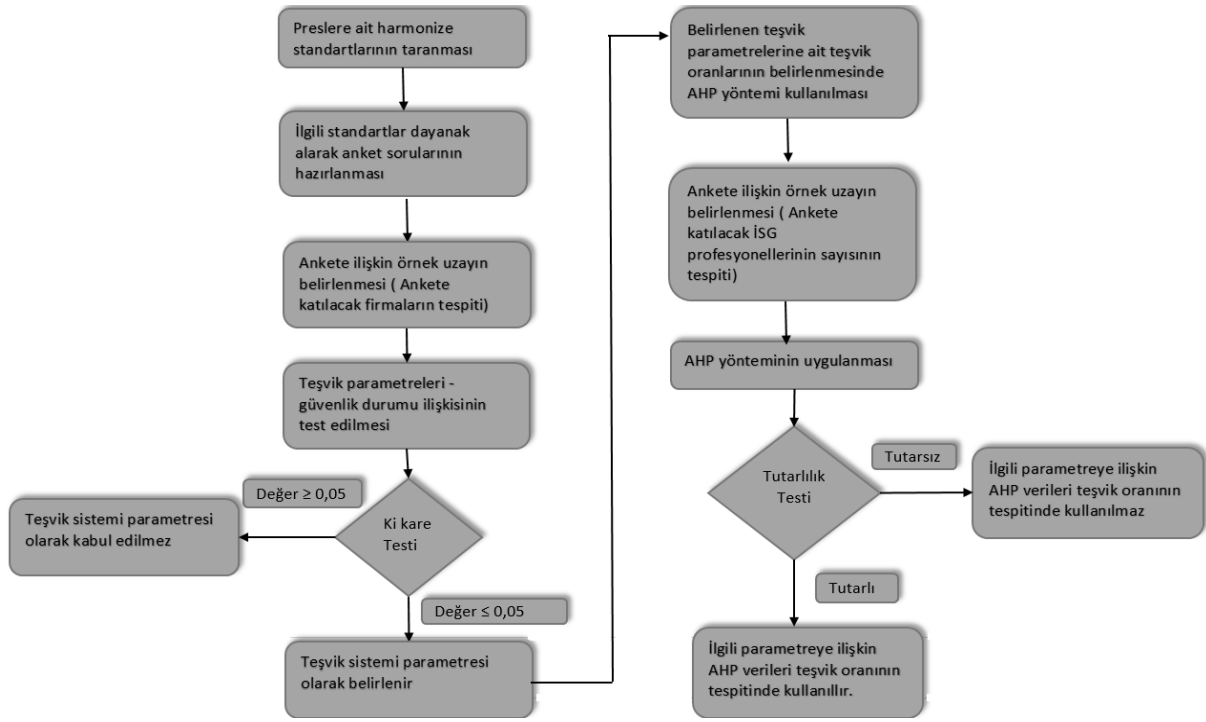 Preslere ait harmonize
standartlarının taranması
İlgili standartlar dayanak
alarak anket sorularının
hazırlanması
Ankete ilişkin örnek uzayın
belirlenmesi ( Ankete
katılacak firmaların tespiti)
Teşvik parametreleri -
güvenlik durumu ilişkisinin
test edilmesi
Ki kare
Testi
Değer ≥ 0,05
Teşvik sistemi parametresi
olarak kabul edilmez
Değer ≤ 0,05
Teşvik sistemi parametresi
olarak belirlenir
Belirlenen teşvik
parametrelerine ait teşvik
oranlarının belirlenmesinde
AHP yöntemi kullanılması
Ankete ilişkin örnek uzayın
belirlenmesi ( Ankete
katılacak İSG
profesyonellerinin sayısının
tespiti)
AHP yönteminin uygulanması
Tutarlılık
Testi
Tutarsız
İlgili parametreye ilişkin
AHP verileri teşvik oranının
tespitinde kullanılmaz
Tutarlı
İlgili parametreye ilişkin
AHP verileri teşvik oranının
tespitinde kullanıllır.